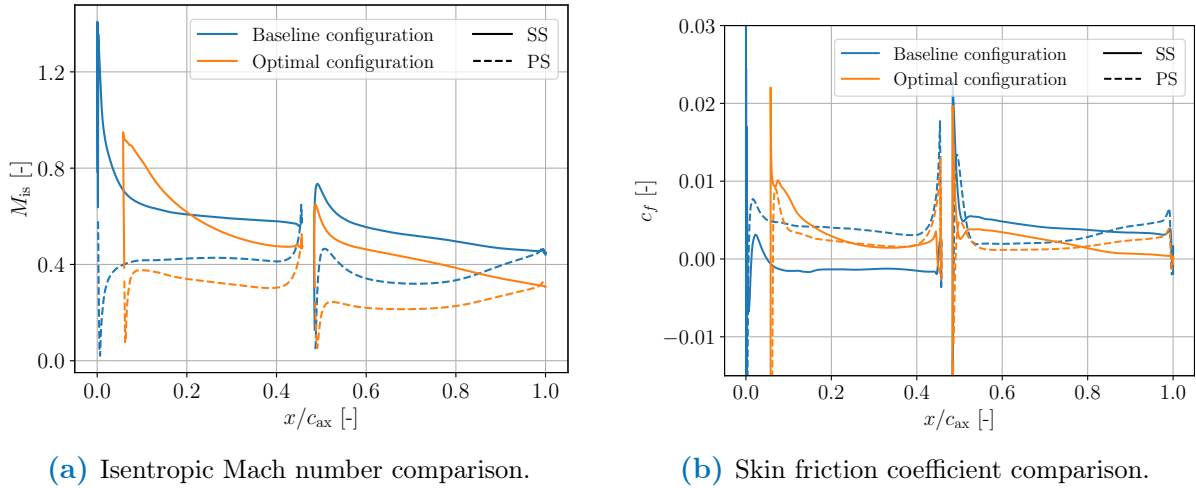 Baseline configuration
Optimal configuration
SS
PS
1.2
0.8
0.4
0.0
M_is [-]
0.0 0.2 0.4 0.6 0.8 1.0
x/c_ax [-]
(a) Isentropic Mach number comparison.
Baseline configuration
Optimal configuration
SS
PS
0.03
0.02
0.01
0.00
−0.01
c_f [-]
0.0 0.2 0.4 0.6 0.8 1.0
x/c_ax [-]
(b) Skin friction coefficient comparison.